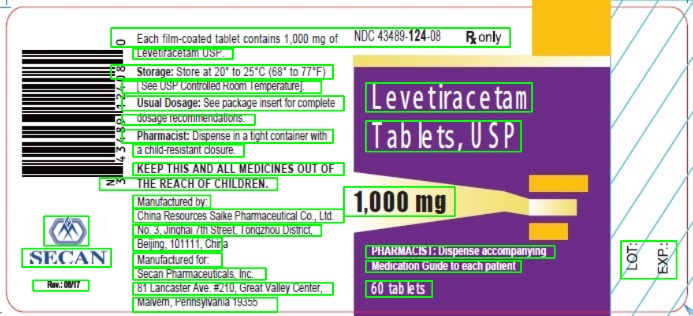 Each film-coated tablet contains 1,000 mg of
Levetiracetam USP.
Storage: Store at 20° to 25°C (68° to 77°F)
[ See USP Controlled Room Temperature].
Usual Dosage: See package insert for complete
dosage recommendations.
Pharmacist: Dispense in a tight container with
a child-resistant closure.
KEEP THIS AND ALL MEDICINES OUT OF
THE REACH OF CHILDREN.
Manufactured by:
China Resources Saike Pharmaceutical Co., Ltd.
No. 3, Jinghai 7th Street, Tongzhou District,
Beijing, 101111, China
Manufactured for:
Secan Pharmaceuticals, Inc.
81 Lancaster Ave. #210, Great Valley Center,
Malvern, Pennsylvania 19355
SECAN
Rev.: 06/17
NDC 43489-124-08
Rx only
Levetiracetam
Tablets, USP
1,000 mg
PHARMACIST: Dispense accompanying
Medication Guide to each patient
60 tablets
LOT:
EXP.: